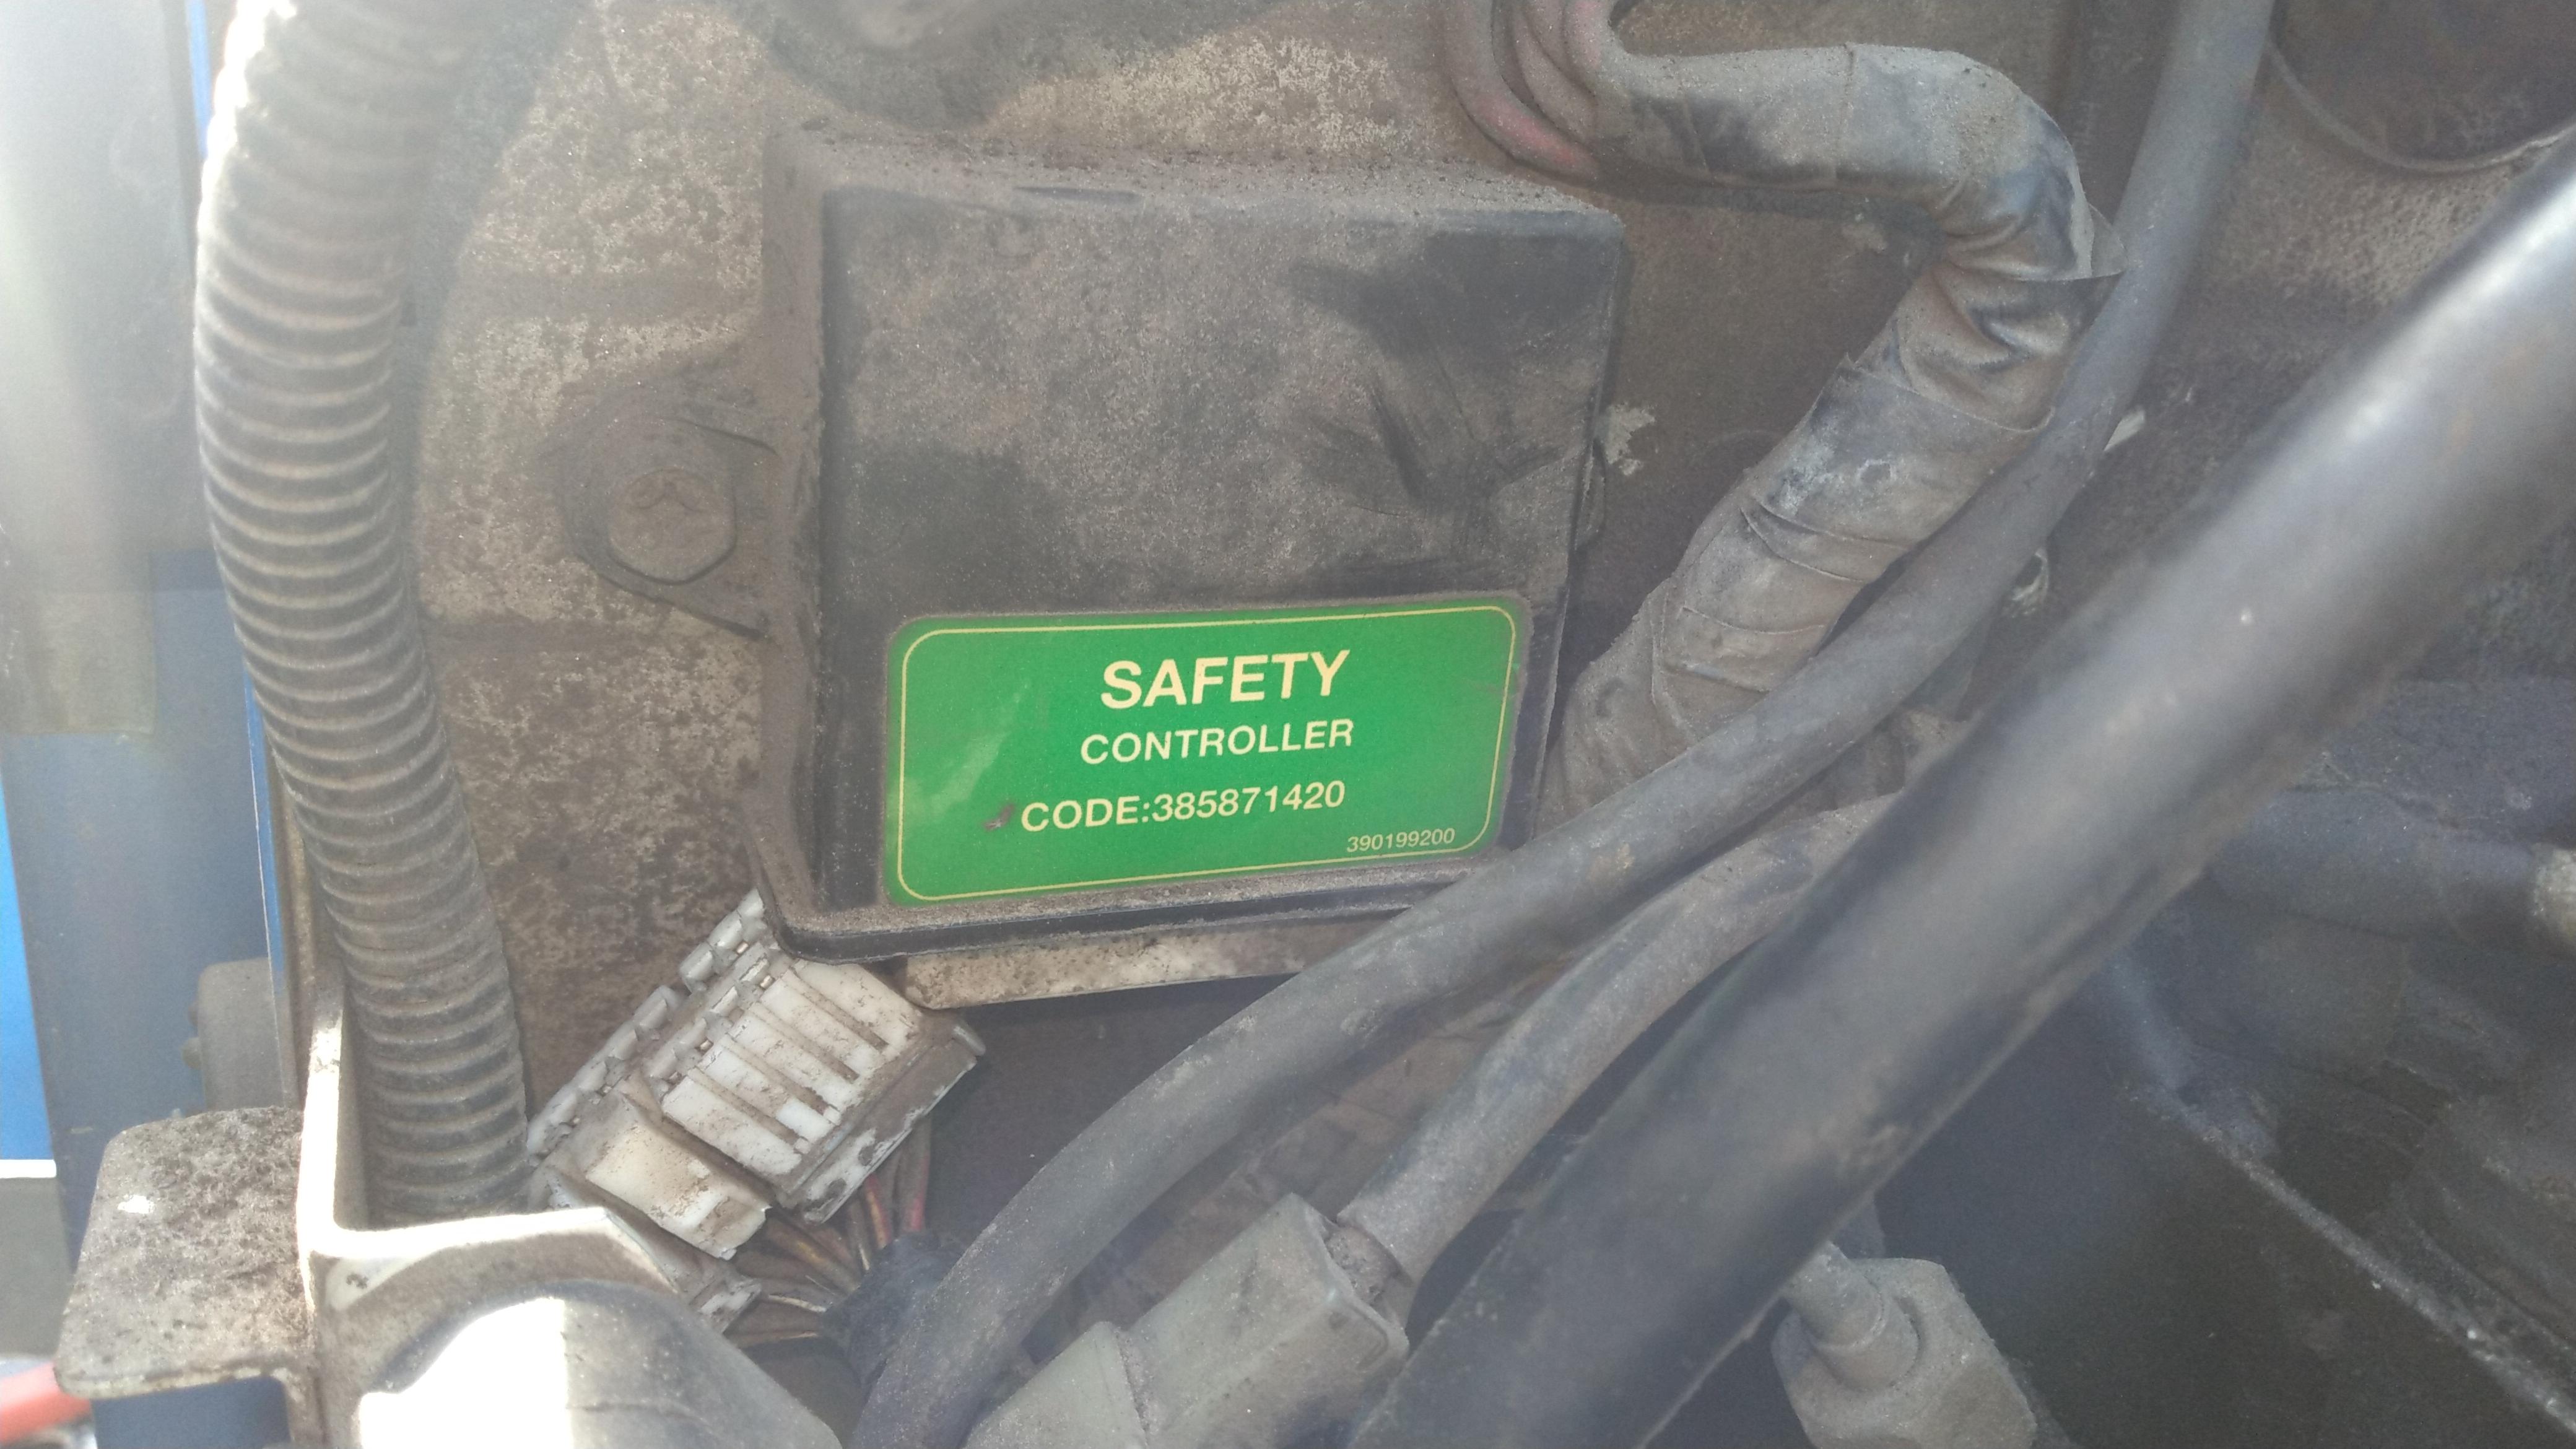 SAFETY
CONTROLLER
CODE:385871420
390199200